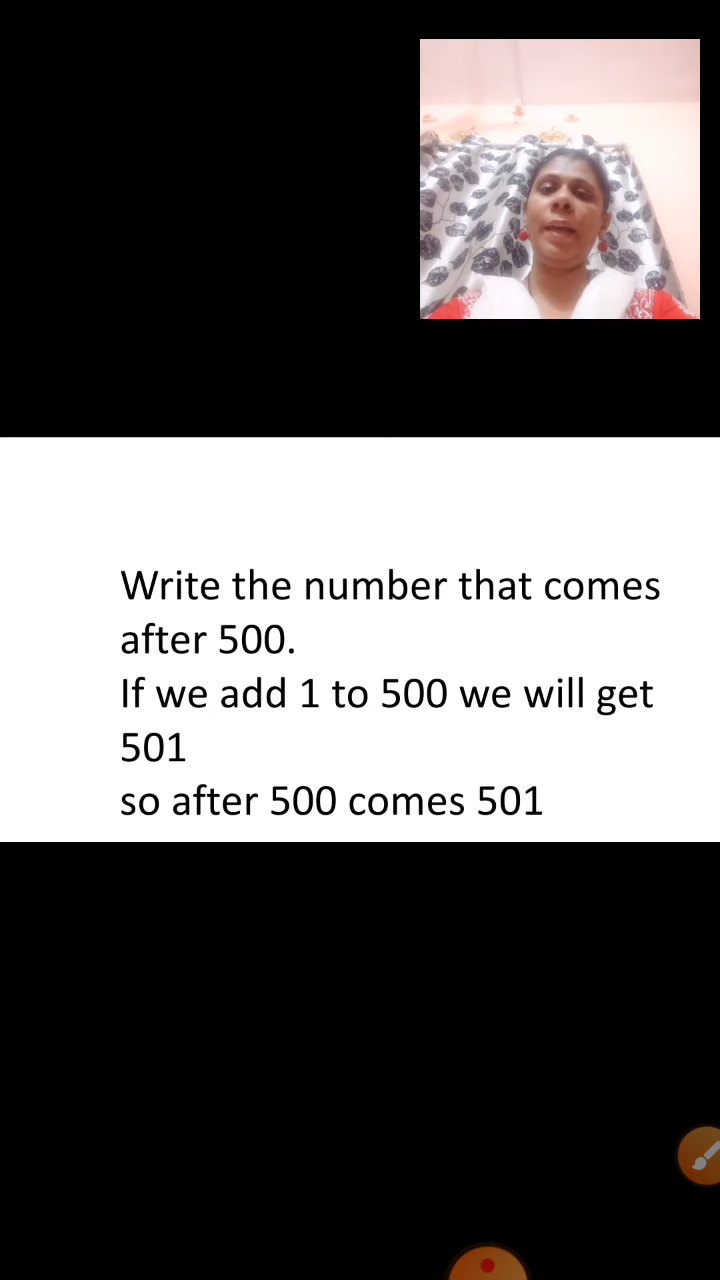 Write the number that comes
after 500.
If we add 1 to 500 we will get
501
so after 500 comes 501